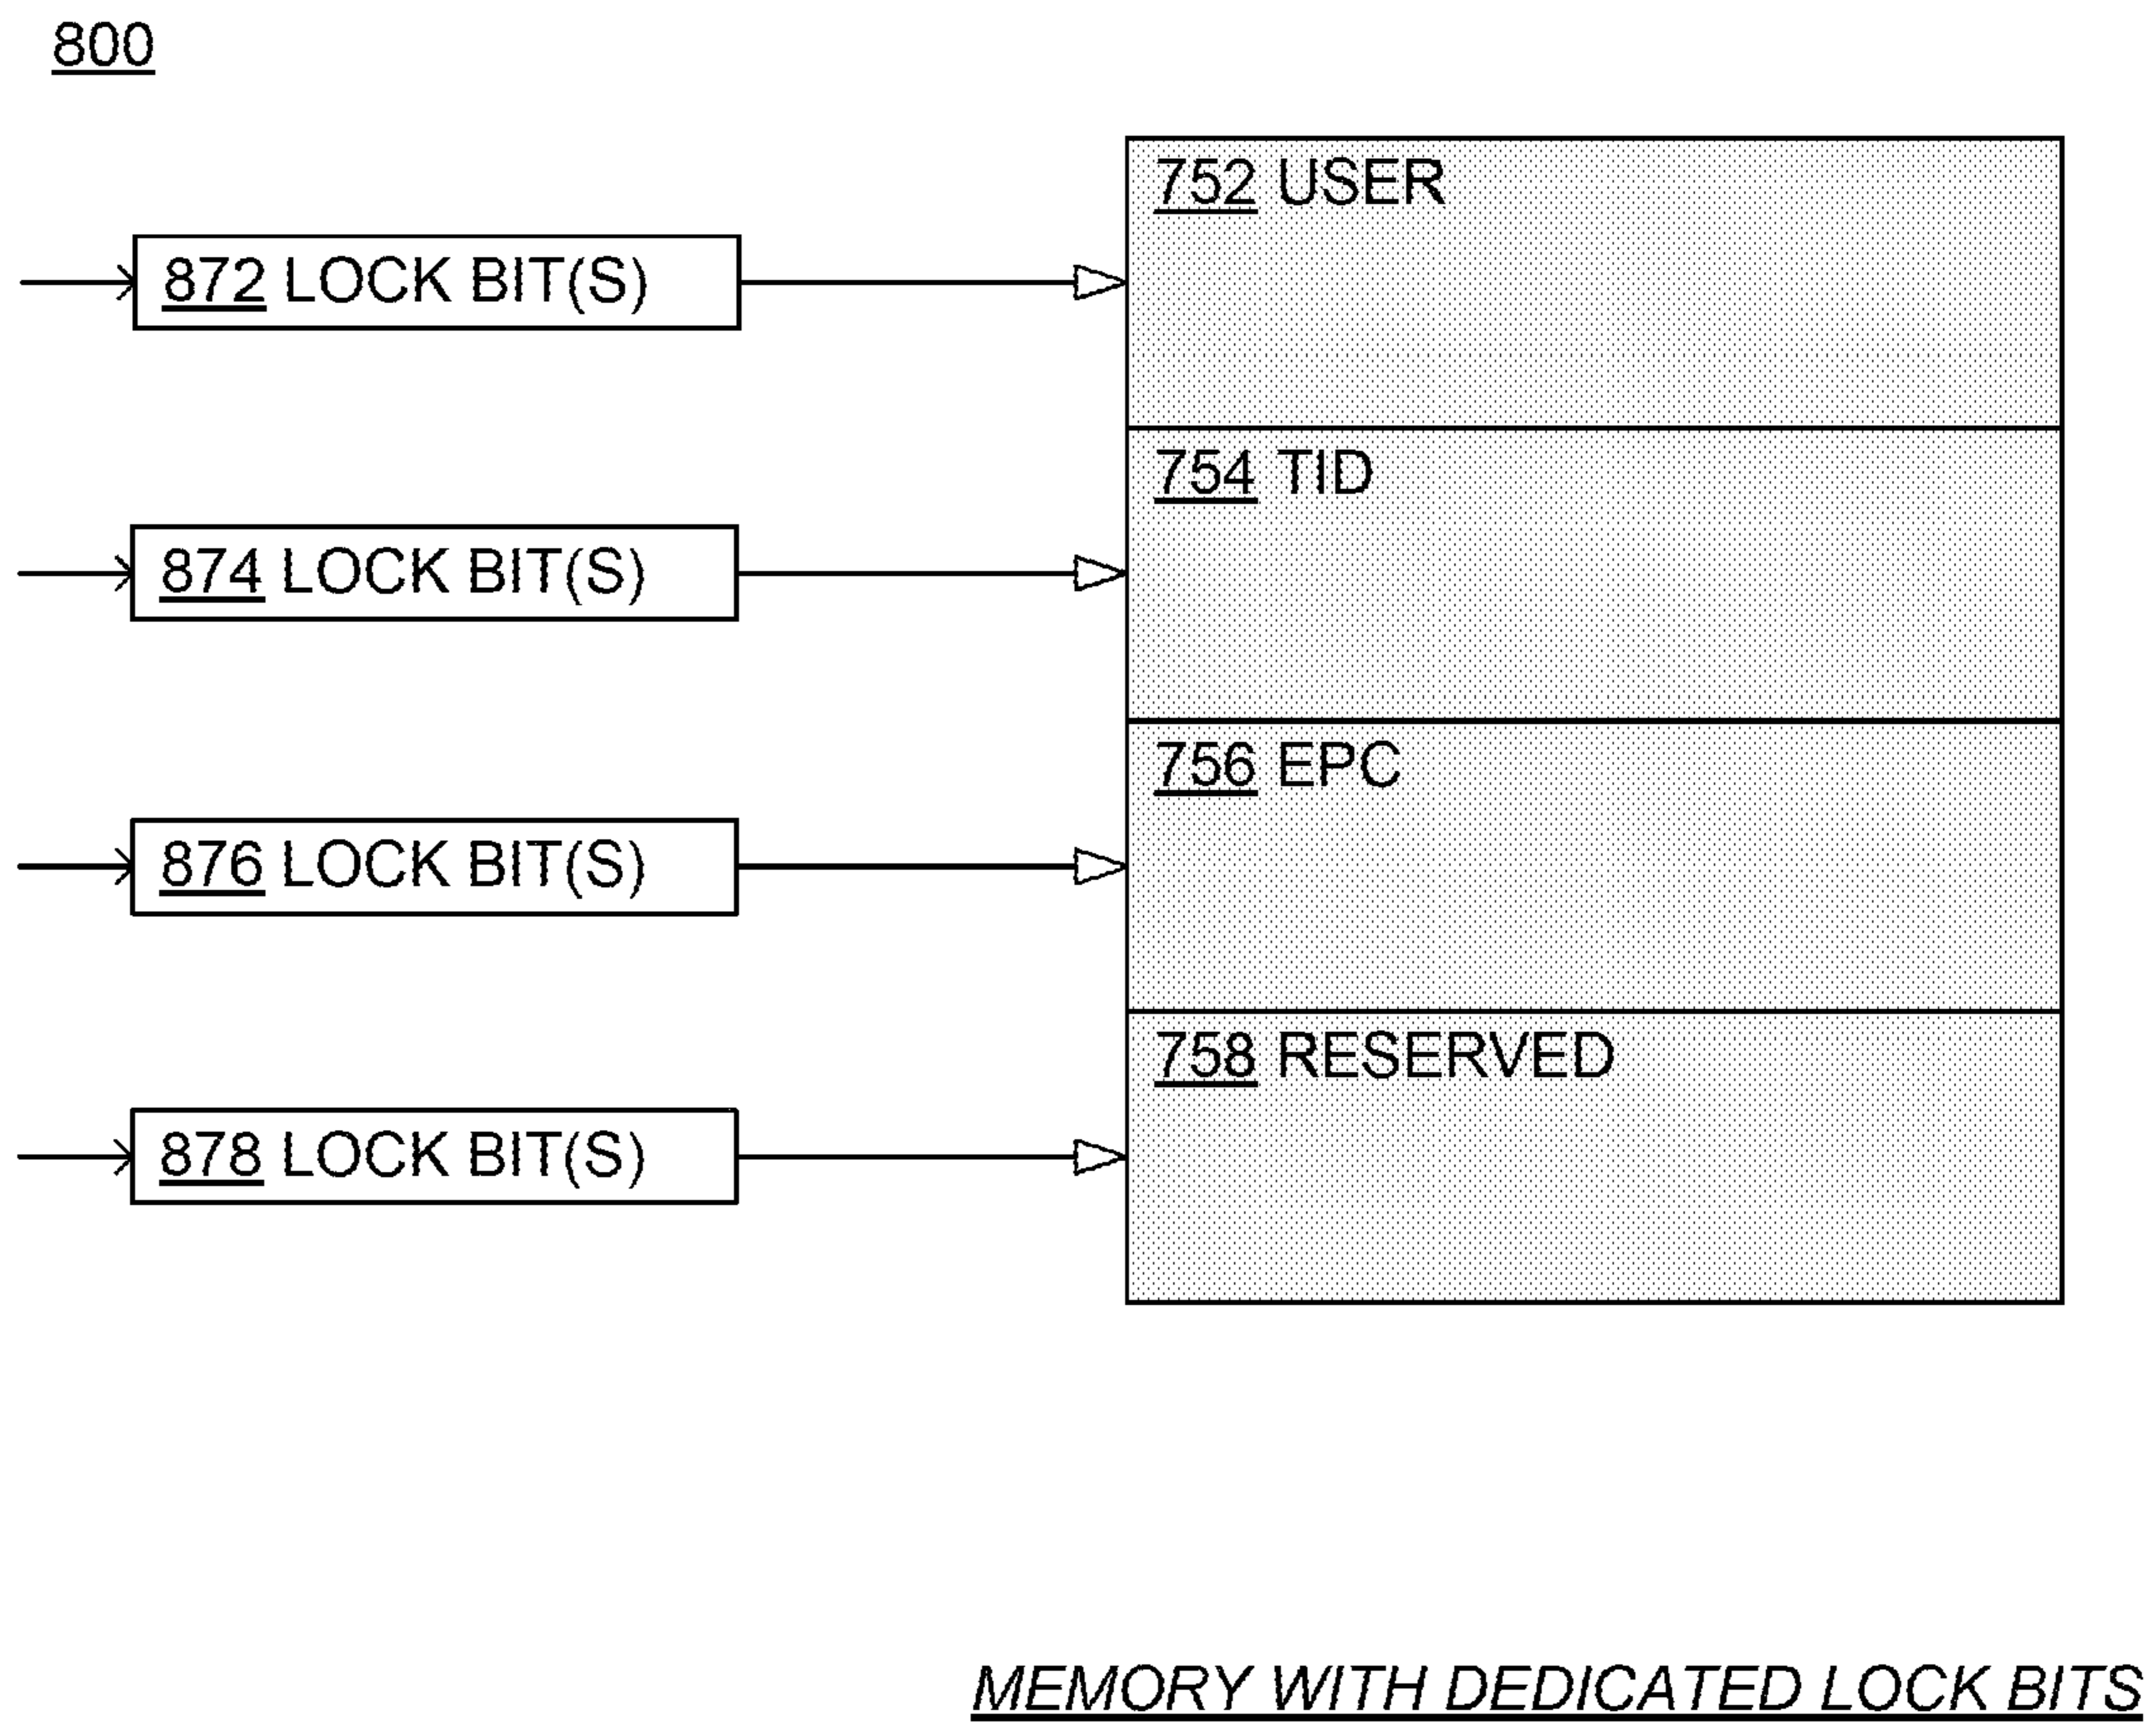 800
752 USER
872 LOCK BIT(S)
754 TID
874 LOCK BIT(S)
756 EPC
876 LOCK BIT(S)
758 RESERVED
878 LOCK BIT(S)
MEMORY WITH DEDICATED LOCK BITS